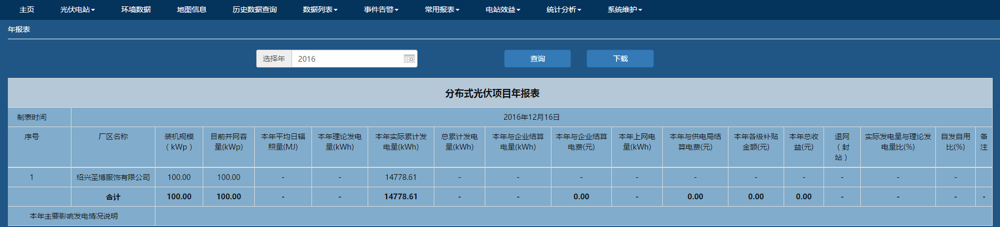 主页 光伏电站 环境数据 地图信息 历史数据查询 数据列表 事件告警 常用报表 电站效益 统计分析 系统维护
年报表
选择年 2016 查询 下载
分布式光伏项目年报表
制表时间 2016年12月16日
序号 厂区名称 装机规模 目前并网容 本年平均日辐 本年理论发电 本年实际累计发 总累计发电 本年与企业结算 本年与企业结算 本年上网电 本年与供电局结 本年各级补贴 本年总收 退网 实际发电量与理论发 自发自用 备
（kWp） 量(kWp) 照量(MJ) 量(kWh) 电量(kWh) 量(kWh) 电量(kWh) 电费(元) 量(kWh) 算电费(元) 金额(元) 益(元) （封 电量比(%) 比(%) 注
站）
1 绍兴圣博服饰有限公司 100.00 100.00 - - 14778.61 - - - - - - - - - -
合计 100.00 100.00 - - 14778.61 - - 0.00 - 0.00 0.00 0.00 - - - -
本年主要影响发电情况说明